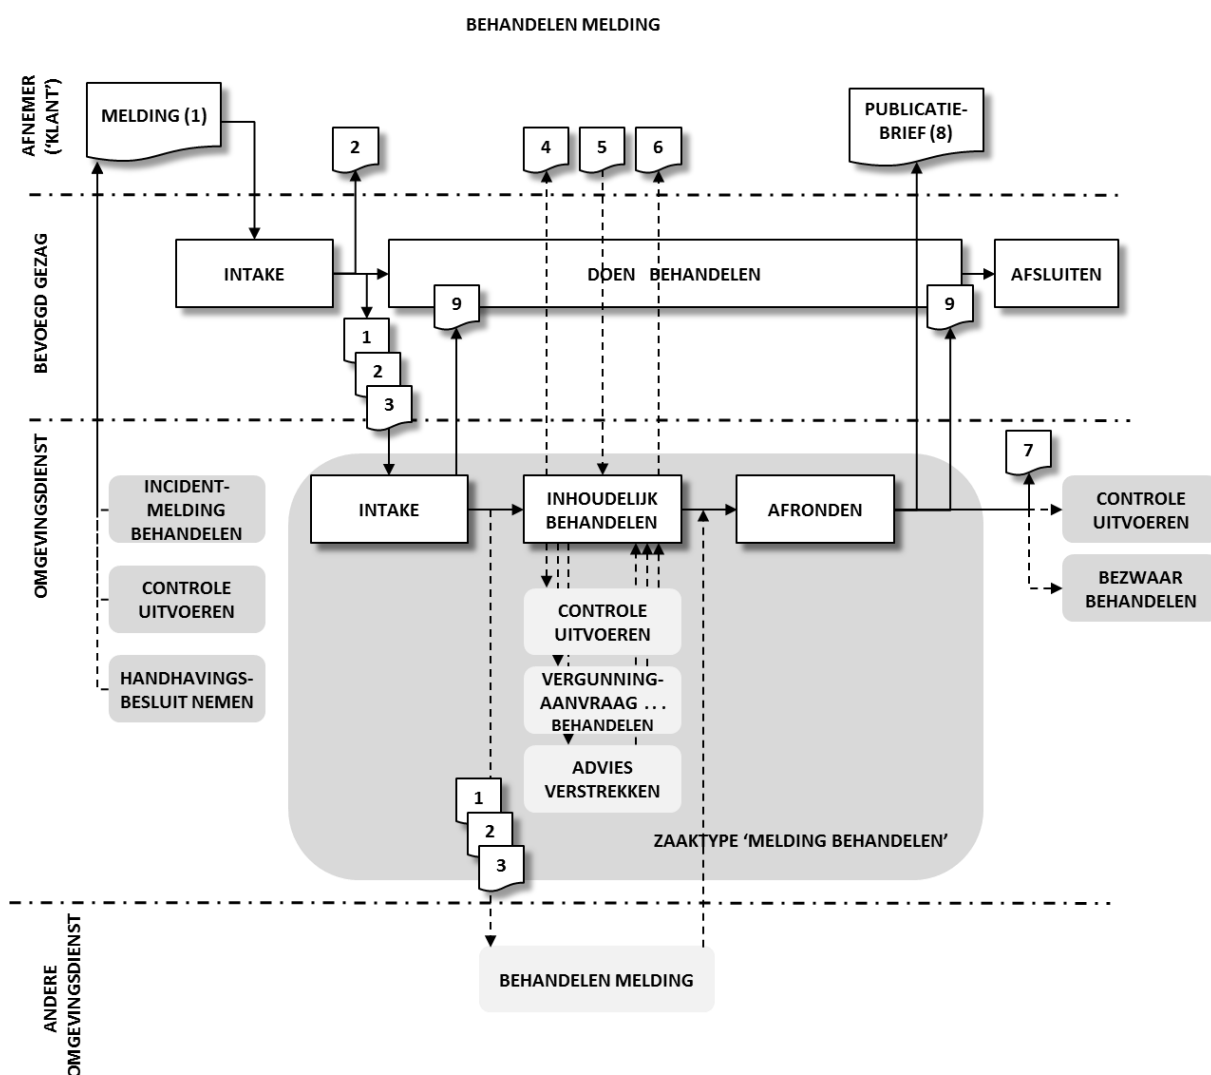 BEHANDELEN MELDING
AFNEMER
(‘KLANT’)
MELDING (1)
2
4
5
6
PUBLICATIE-
BRIEF (8)
BEVOEGD GEZAG
INTAKE
DOEN BEHANDELEN
AFSLUITEN
9
9
1
2
3
OMGEVINGSDIENST
INCIDENT-
MELDING
BEHANDELEN
CONTROLE
UITVOEREN
HANDHAVINGS-
BESLUIT NEMEN
INTAKE
INHOUDELIJK
BEHANDELEN
AFRONDEN
7
CONTROLE
UITVOEREN
BEZWAAR
BEHANDELEN
CONTROLE
UITVOEREN
VERGUNNING-
AANVRAAG . . .
BEHANDELEN
ADVIES
VERSTREKKEN
1
2
3
ZAAKTYPE ‘MELDING BEHANDELEN’
ANDERE
OMGEVINGSDIENST
BEHANDELEN MELDING